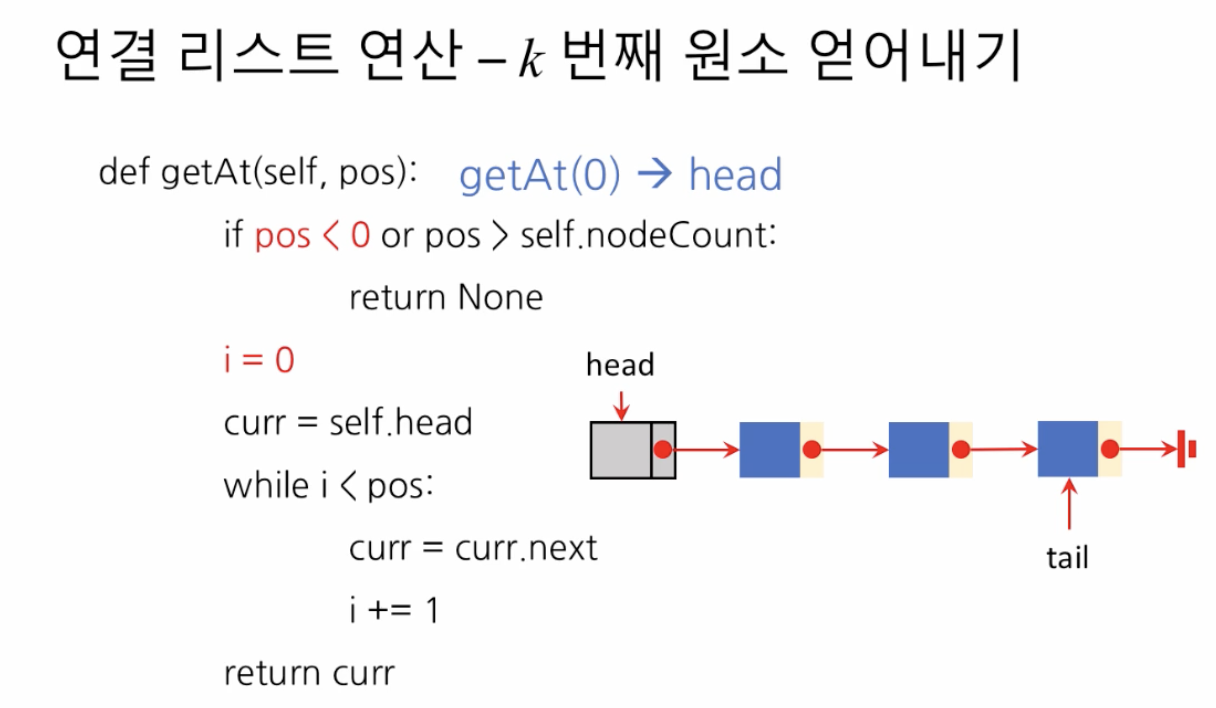 연결 리스트 연산 – k 번째 원소 얻어내기
def getAt(self, pos): getAt(0) → head
if pos < 0 or pos > self.nodeCount:
return None
i = 0
head
curr = self.head
while i < pos:
curr = curr.next
tail
i += 1
return curr